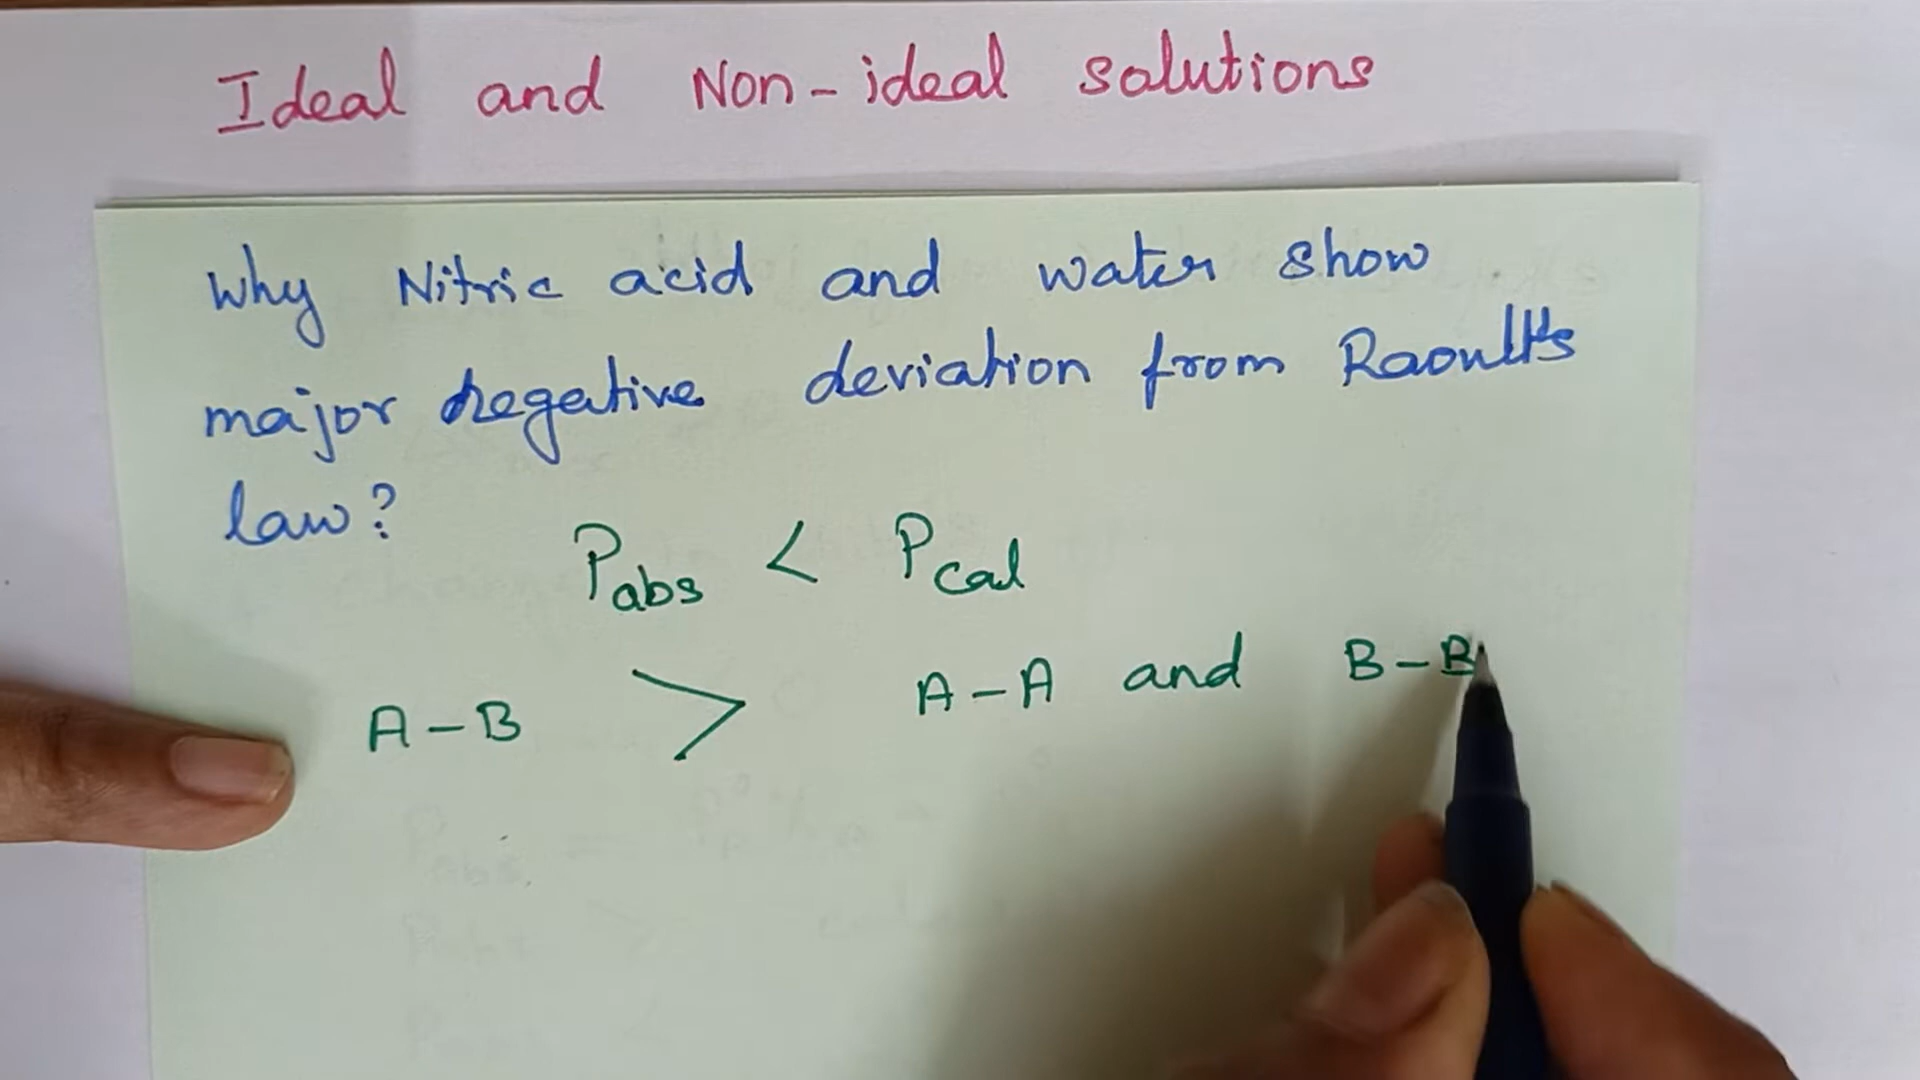 Ideal and Non-ideal solutions
Why Nitric acid and water show
major negative deviation from Raoult's
law?
Pabs < Pcal
A-B > A-A and B-B